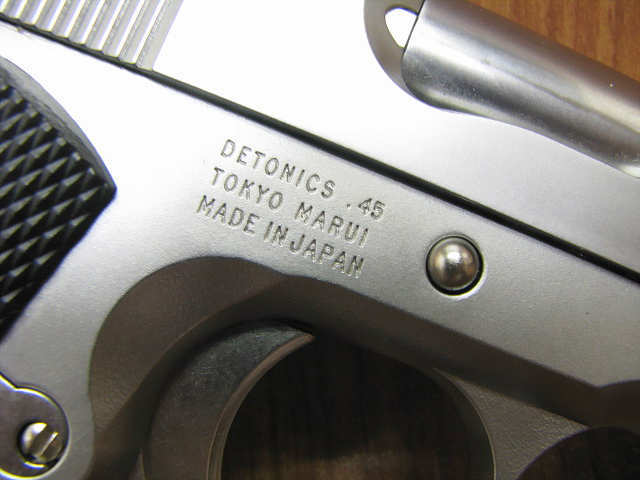 DETONICS .45
TOKYO MARUI
MADE IN JAPAN